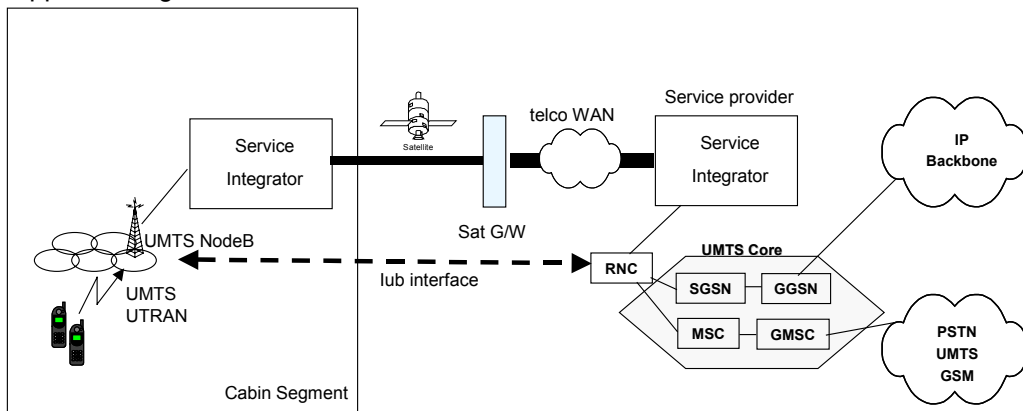 Service provider
telco WAN
Service
Integrator
Satellite
Service
Integrator
IP
Backbone
Sat G/W
UMTS NodeB
UMTS Core
RNC
Iub interface
SGSN
GGSN
UMTS
UTRAN
MSC
GMSC
PSTN
UMTS
GSM
Cabin Segment